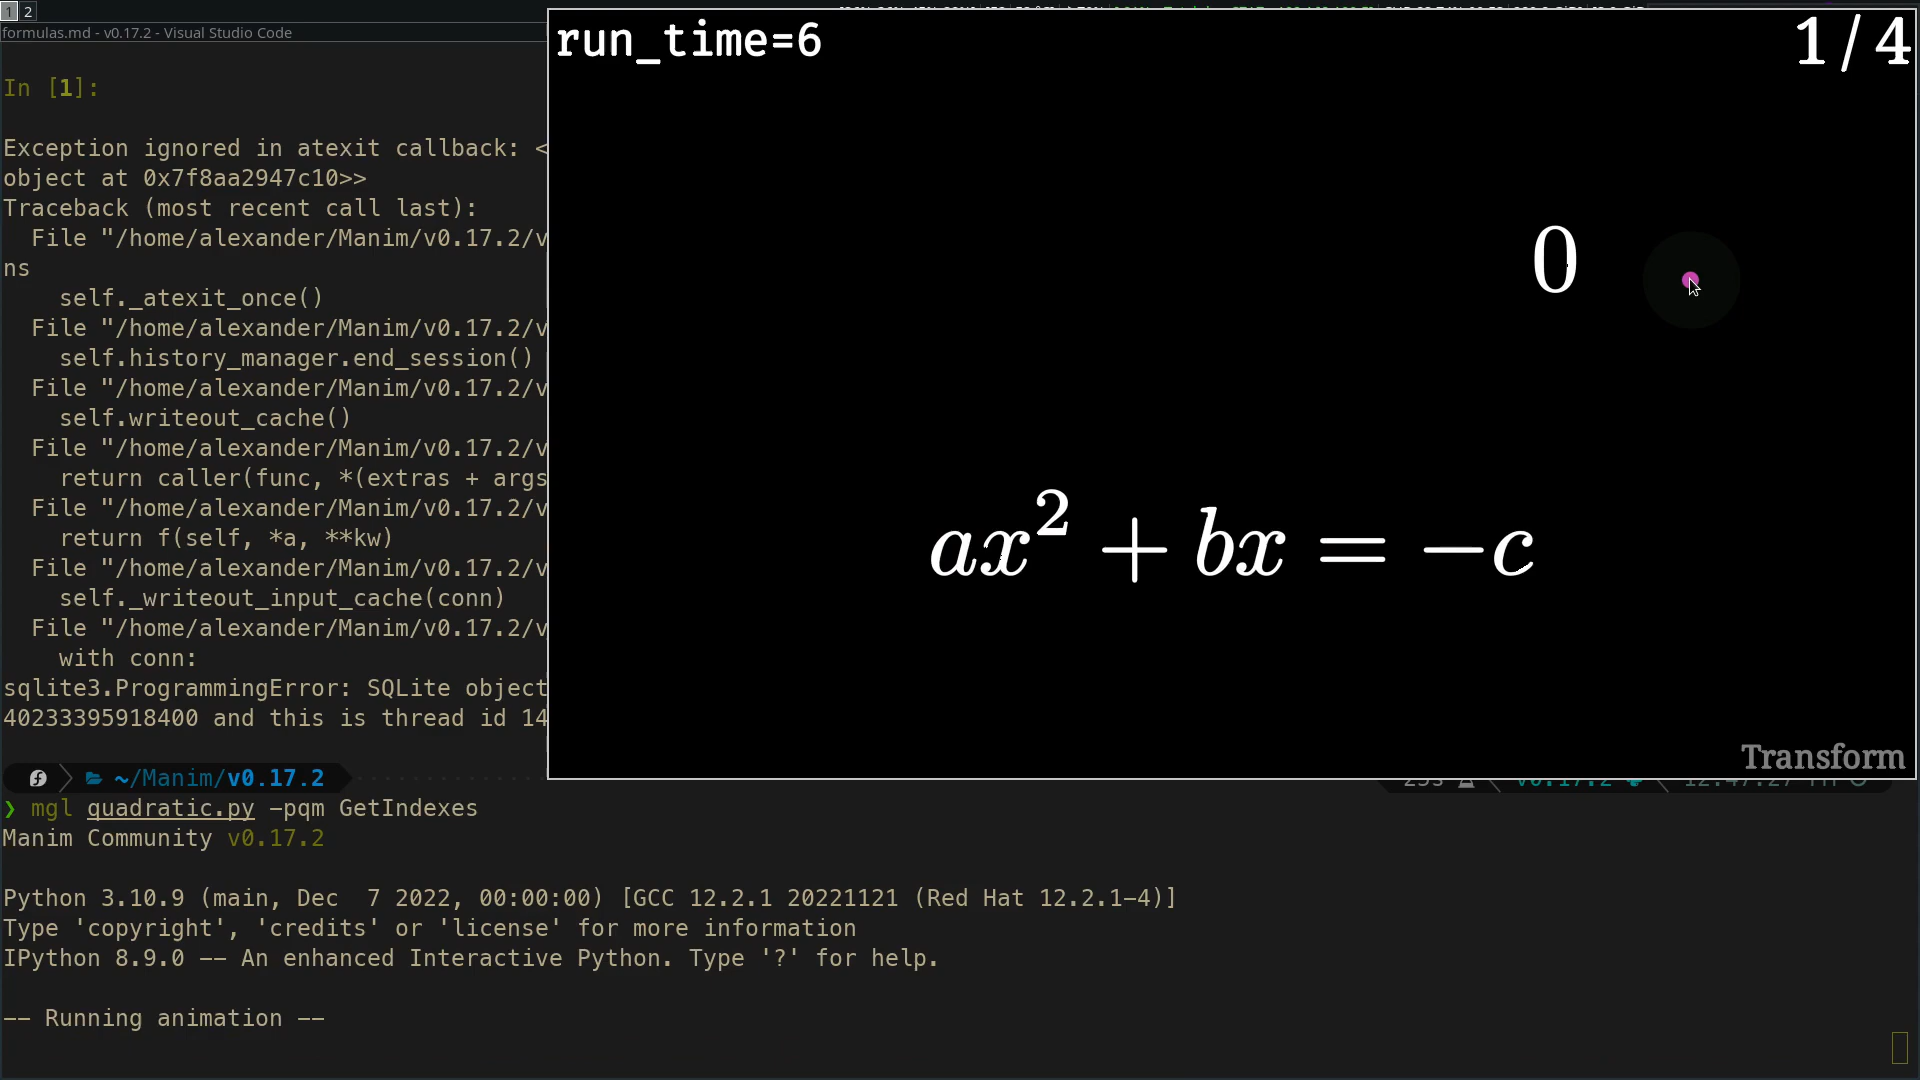 1 2
formulas.md - v0.17.2 - Visual Studio Code
In [1]:
Exception ignored in atexit callback: <
object at 0x7f8aa2947c10>>
Traceback (most recent call last):
File "/home/alexander/Manim/v0.17.2/v
ns
self._atexit_once()
File "/home/alexander/Manim/v0.17.2/v
self.history_manager.end_session()
File "/home/alexander/Manim/v0.17.2/v
self.writeout_cache()
File "/home/alexander/Manim/v0.17.2/v
return caller(func, *(extras + args
File "/home/alexander/Manim/v0.17.2/v
return f(self, *a, **kw)
File "/home/alexander/Manim/v0.17.2/v
self._writeout_input_cache(conn)
File "/home/alexander/Manim/v0.17.2/v
with conn:
sqlite3.ProgrammingError: SQLite object
40233395918400 and this is thread id 14
~/Manim/v0.17.2
❯ mgl quadratic.py -pqm GetIndexes
Manim Community v0.17.2
Python 3.10.9 (main, Dec  7 2022, 00:00:00) [GCC 12.2.1 20221121 (Red Hat 12.2.1-4)]
Type 'copyright', 'credits' or 'license' for more information
IPython 8.9.0 -- An enhanced Interactive Python. Type '?' for help.
-- Running animation --
run_time=6
1/4
0
ax² + bx = −c
Transform